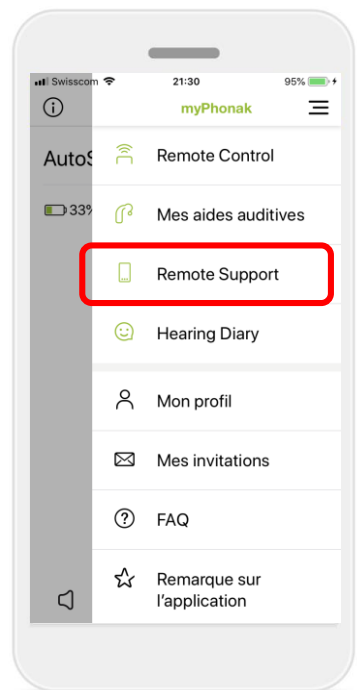 Swisscom 21:30 95%
myPhonak
AutoS
Remote Control
33%
Mes aides auditives
Remote Support
Hearing Diary
Mon profil
Mes invitations
FAQ
Remarque sur
l'application